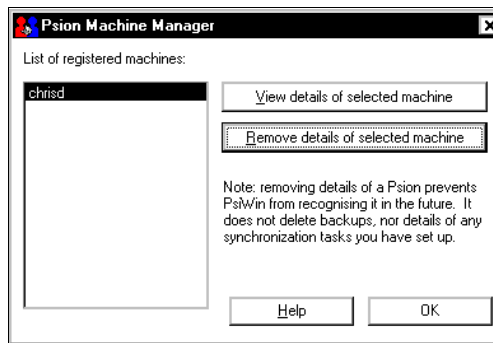 Psion Machine Manager
List of registered machines:
chrisd
View details of selected machine
Remove details of selected machine
Note: removing details of a Psion prevents
PsiWin from recognising it in the future. It
does not delete backups, nor details of any
synchronization tasks you have set up.
Help
OK